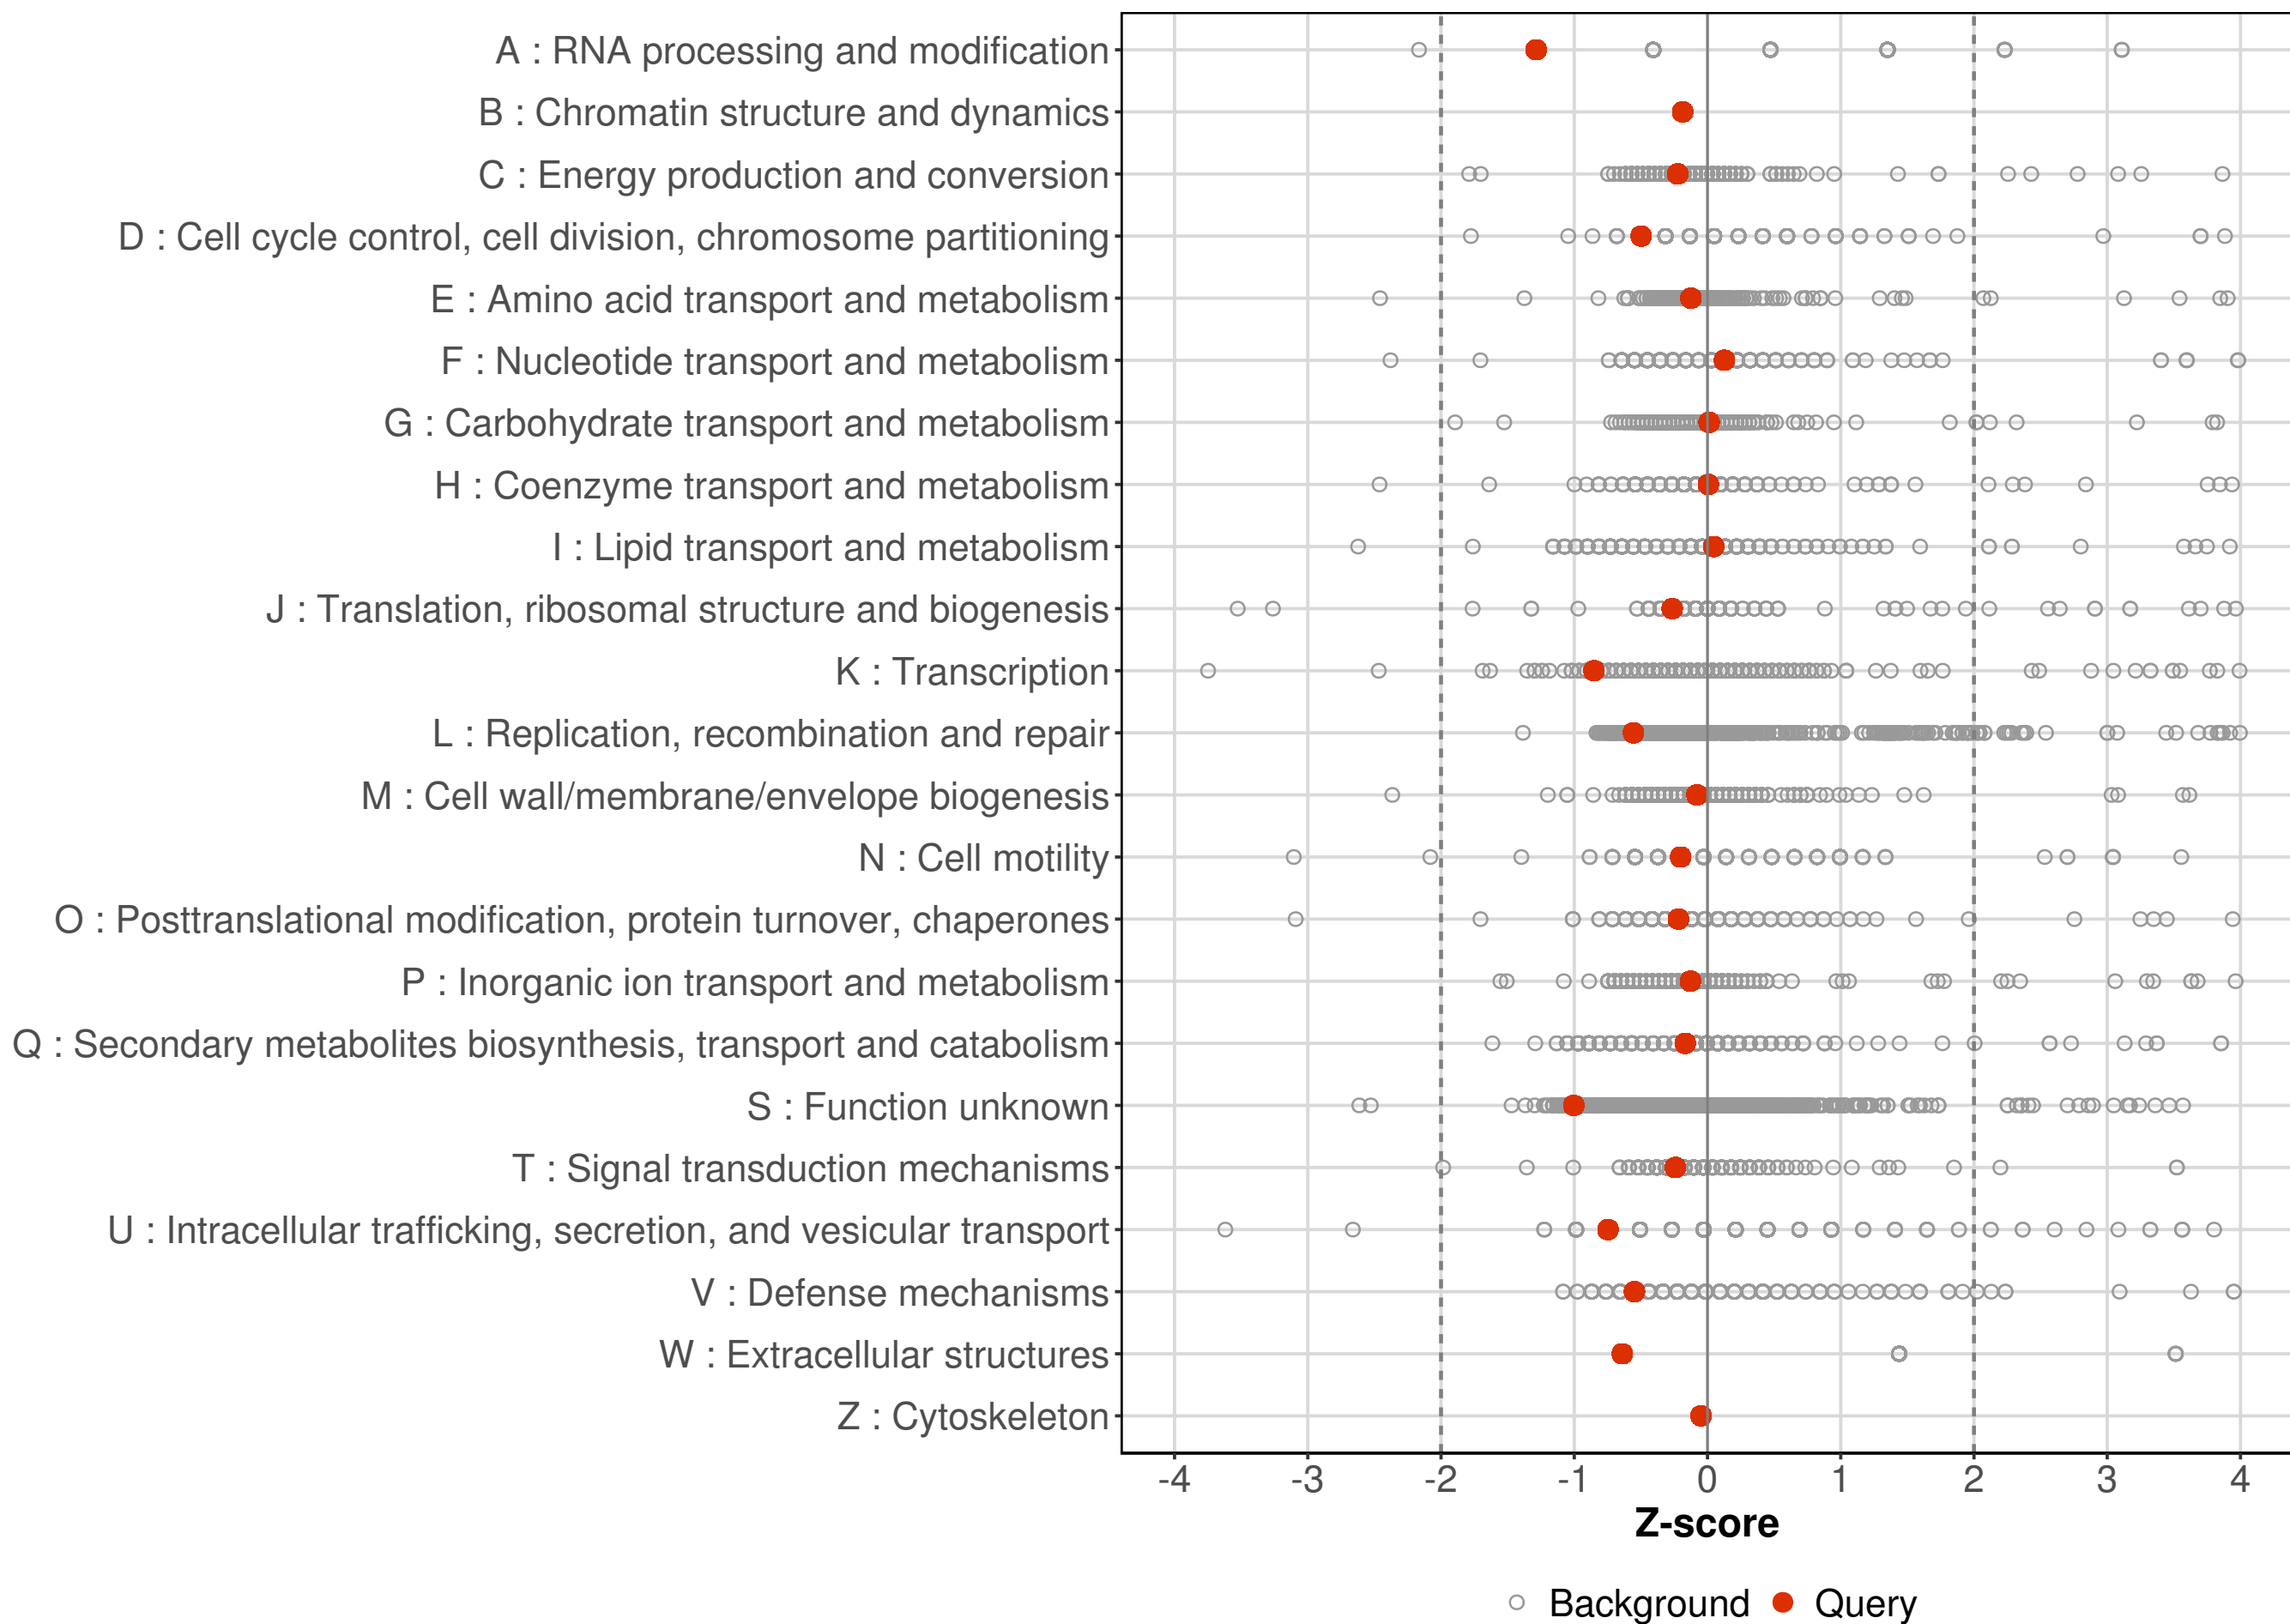 A : RNA processing and modification
B : Chromatin structure and dynamics
C : Energy production and conversion
D : Cell cycle control, cell division, chromosome partitioning
E : Amino acid transport and metabolism
F : Nucleotide transport and metabolism
G : Carbohydrate transport and metabolism
H : Coenzyme transport and metabolism
I : Lipid transport and metabolism
J : Translation, ribosomal structure and biogenesis
K : Transcription
L : Replication, recombination and repair
M : Cell wall/membrane/envelope biogenesis
N : Cell motility
O : Posttranslational modification, protein turnover, chaperones
P : Inorganic ion transport and metabolism
Q : Secondary metabolites biosynthesis, transport and catabolism
S : Function unknown
T : Signal transduction mechanisms
U : Intracellular trafficking, secretion, and vesicular transport
V : Defense mechanisms
W : Extracellular structures
Z : Cytoskeleton
-4 -3 -2 -1 0 1 2 3 4
Z-score
Background Query